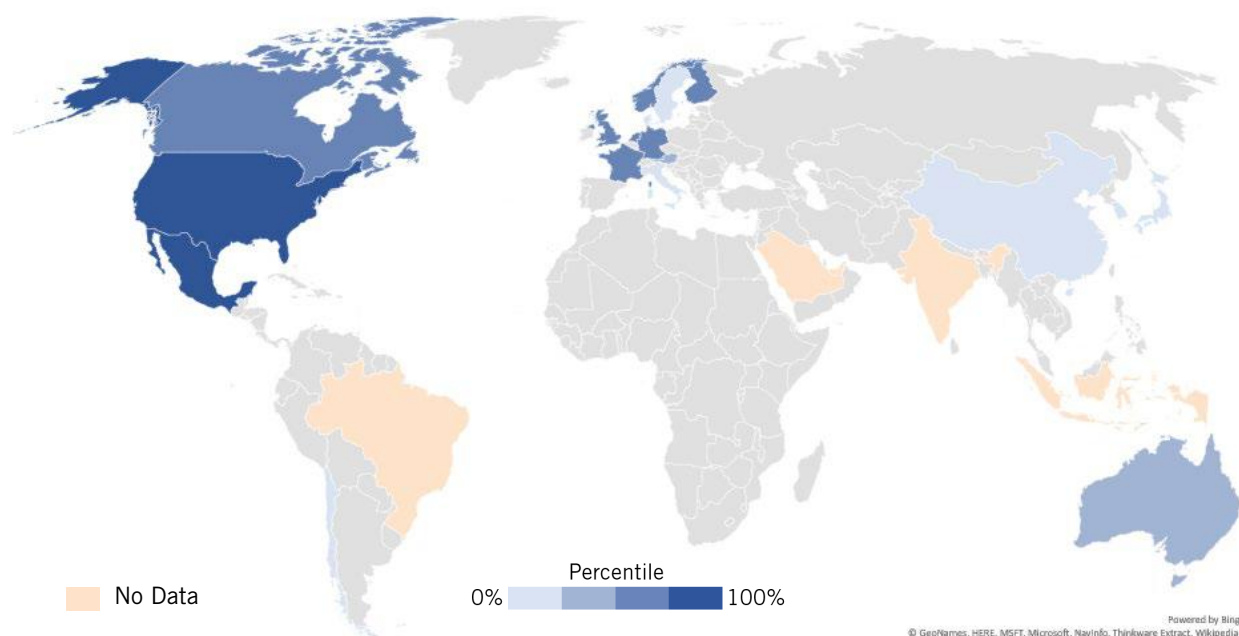 Percentile
No Data
0%
100%
Powered by Bing
© GeoNames, HERE, MSFT, Microsoft, NavInfo, Thinkware Extract, Wikipedia